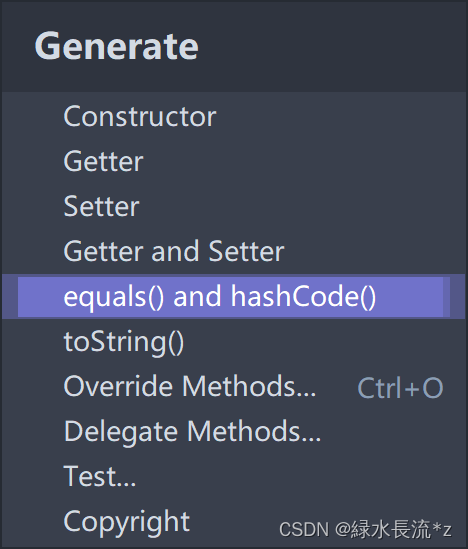 Generate
Constructor
Getter
Setter
Getter and Setter
equals() and hashCode()
toString()
Override Methods... Ctrl+O
Delegate Methods...
Test...
Copyright
CSDN @緑水長流*z